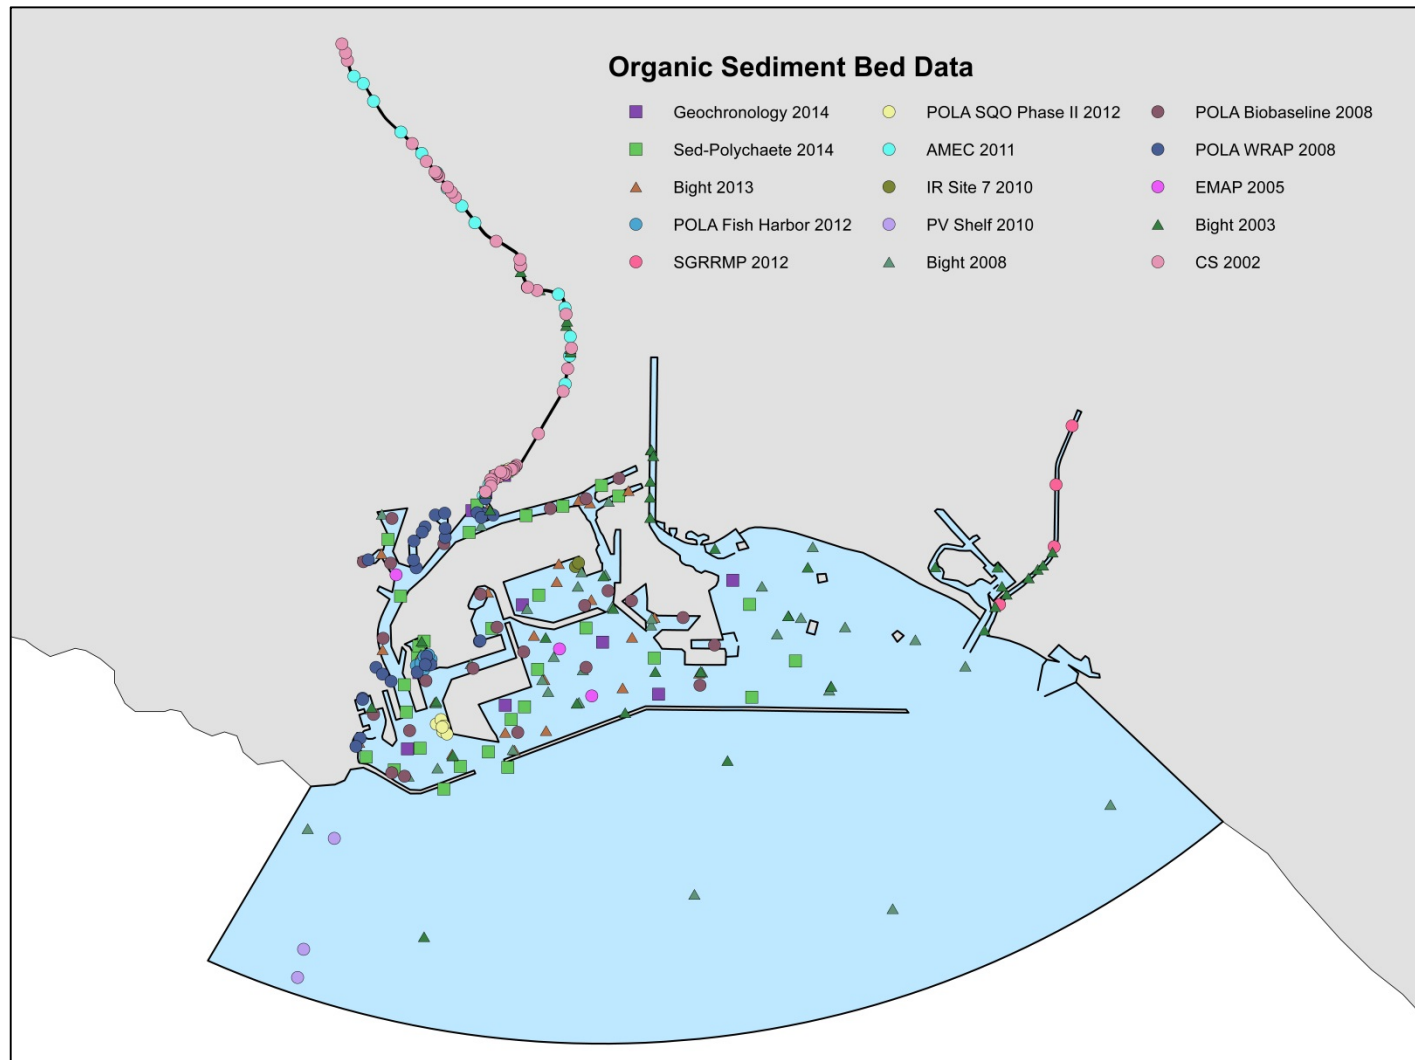 Organic Sediment Bed Data
Geochronology 2014
Sed-Polychaete 2014
Bight 2013
POLA Fish Harbor 2012
SGRRMP 2012
POLA SQO Phase II 2012
AMEC 2011
IR Site 7 2010
PV Shelf 2010
Bight 2008
POLA Biobaseline 2008
POLA WRAP 2008
EMAP 2005
Bight 2003
CS 2002